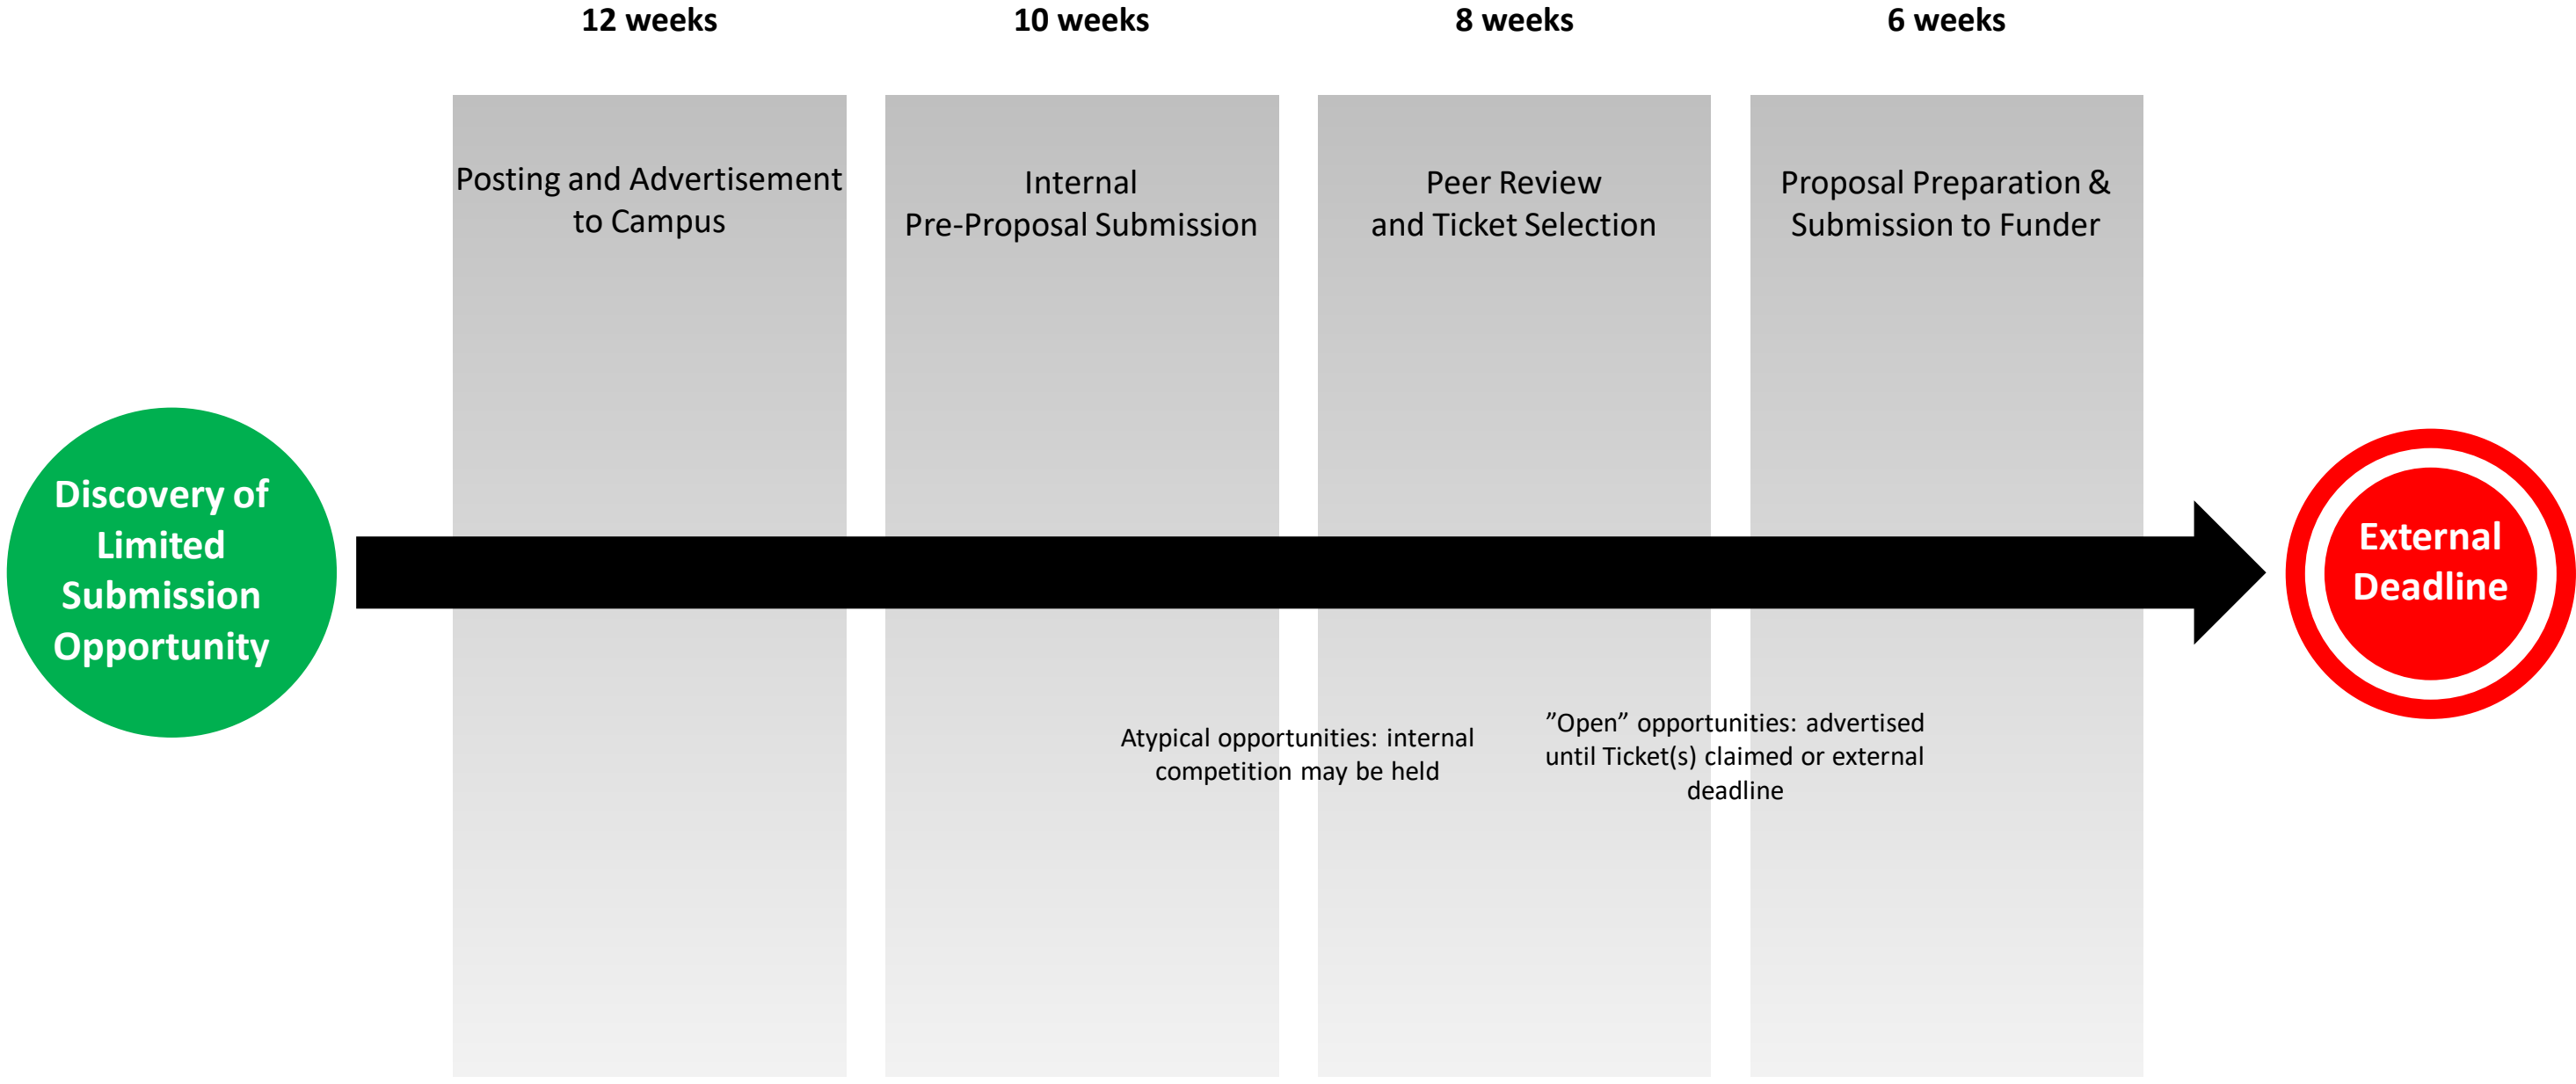 12 weeks
10 weeks
8 weeks
6 weeks
Posting and Advertisement
to Campus
Internal
Pre-Proposal Submission
Peer Review
and Ticket Selection
Proposal Preparation &
Submission to Funder
Discovery of
Limited
Submission
Opportunity
External
Deadline
Atypical opportunities: internal
competition may be held
”Open” opportunities: advertised
until Ticket(s) claimed or external
deadline